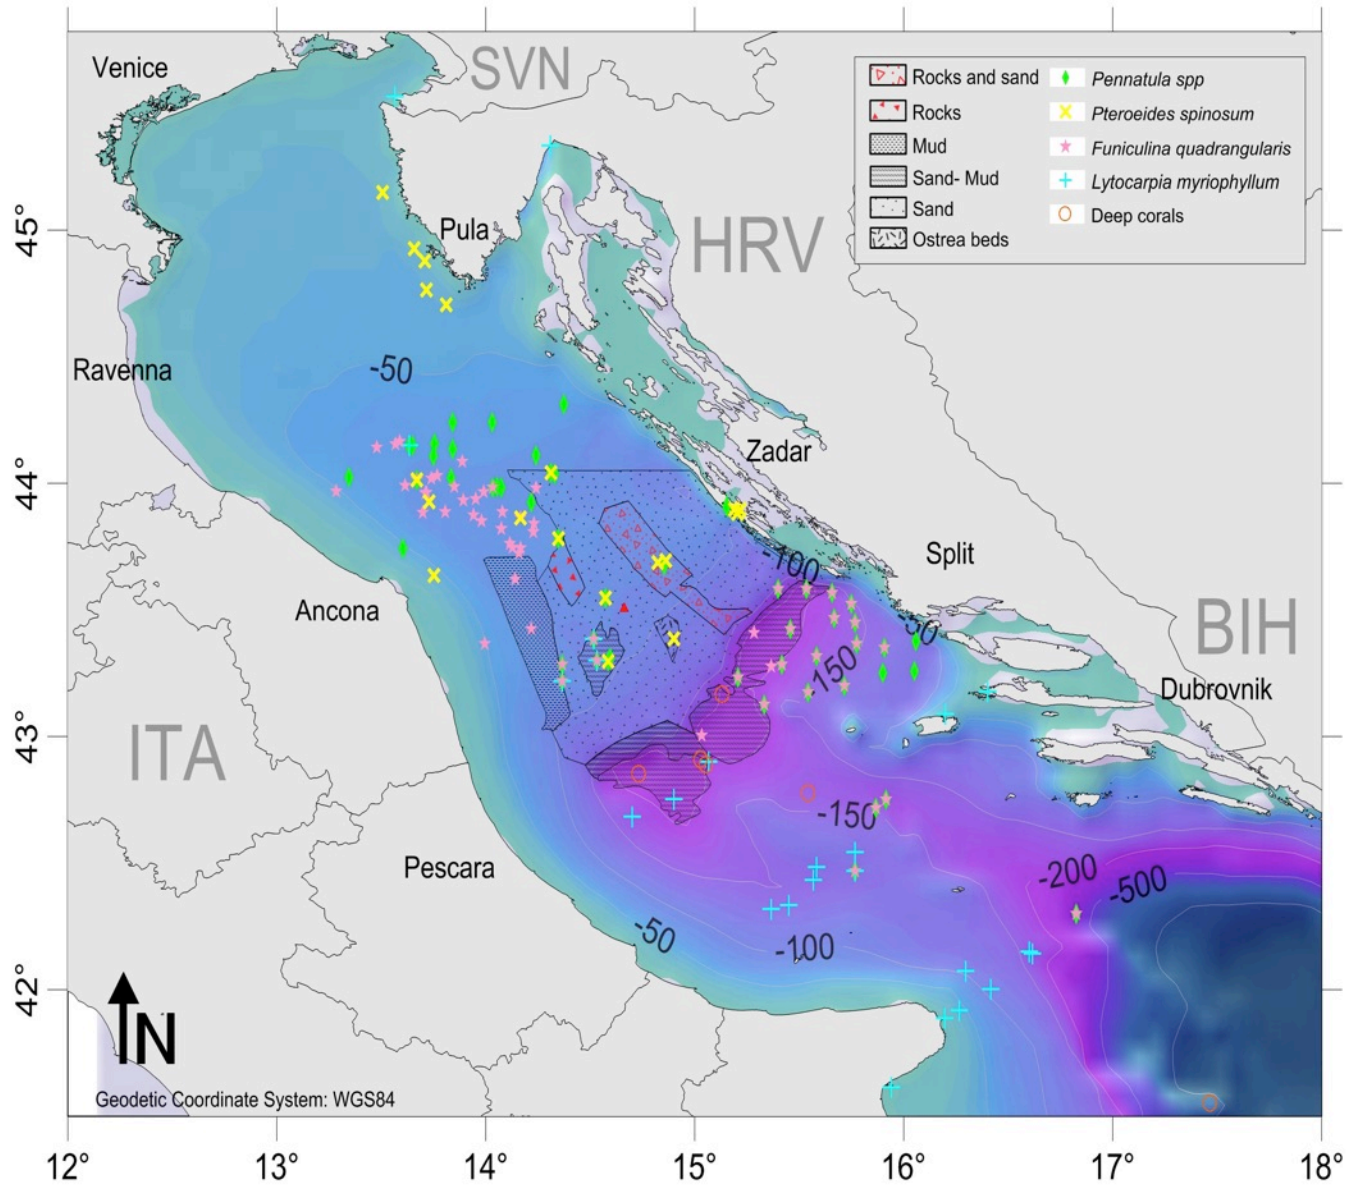 Venice
SVN
Rocks and sand
Pennatula spp
Rocks
Pteroides spinosum
Mud
Funiculina quadrangularis
Sand- Mud
Lytocarpia myriophyllum
Sand
Deep corals
Ostrea beds
45°
Pula
HRV
-50
Ravenna
Zadar
44°
-100
Split
Ancona
-50
BIH
-150
Dubrovnik
ITA
43°
-150
Pescara
-200
-500
-50
-100
42°
N
Geodetic Coordinate System: WGS84
12°
13°
14°
15°
16°
17°
18°